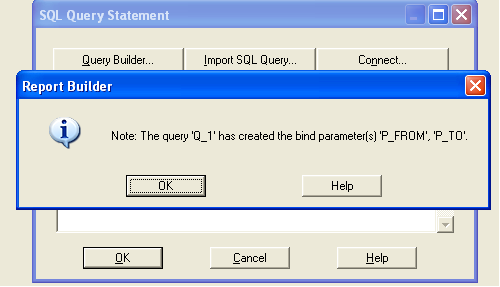 SQL Query Statement
Query Builder... Import SQL Query... Connect...
Report Builder
Note: The query 'Q_1' has created the bind parameter(s) 'P_FROM', 'P_TO'.
OK Help
OK Cancel Help